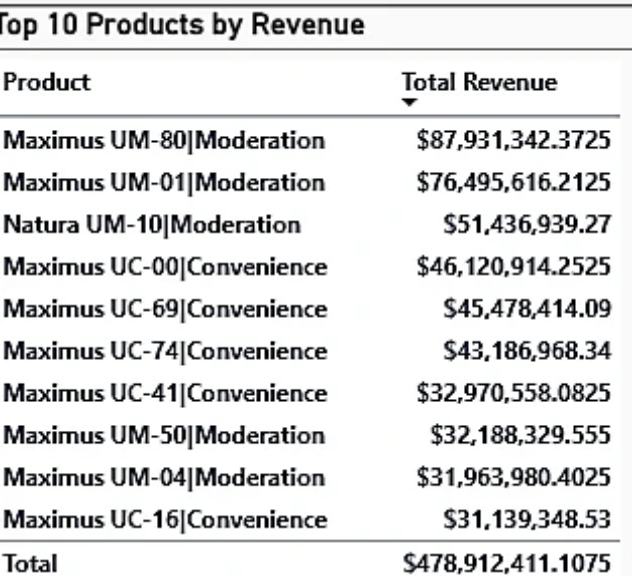 Top 10 Products by Revenue
Product Total Revenue
Maximus UM-80|Moderation $87,931,342.3725
Maximus UM-01|Moderation $76,495,616.2125
Natura UM-10|Moderation $51,436,939.27
Maximus UC-00|Convenience $46,120,914.2525
Maximus UC-69|Convenience $45,478,414.09
Maximus UC-74|Convenience $43,186,968.34
Maximus UC-41|Convenience $32,970,558.0825
Maximus UM-50|Moderation $32,188,329.555
Maximus UM-04|Moderation $31,963,980.4025
Maximus UC-16|Convenience $31,139,348.53
Total $478,912,411.1075